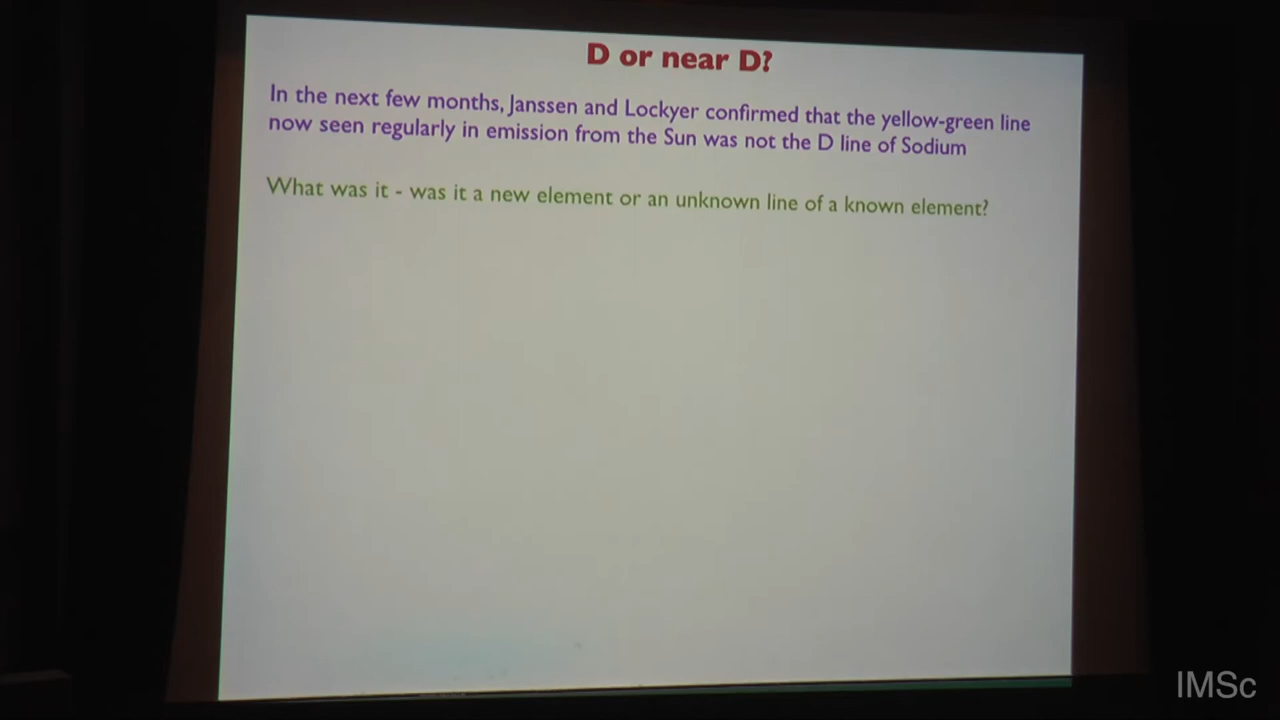 D or near D?
In the next few months, Janssen and Lockyer confirmed that the yellow-green line
now seen regularly in emission from the Sun was not the D line of Sodium
What was it - was it a new element or an unknown line of a known element?
IMSc